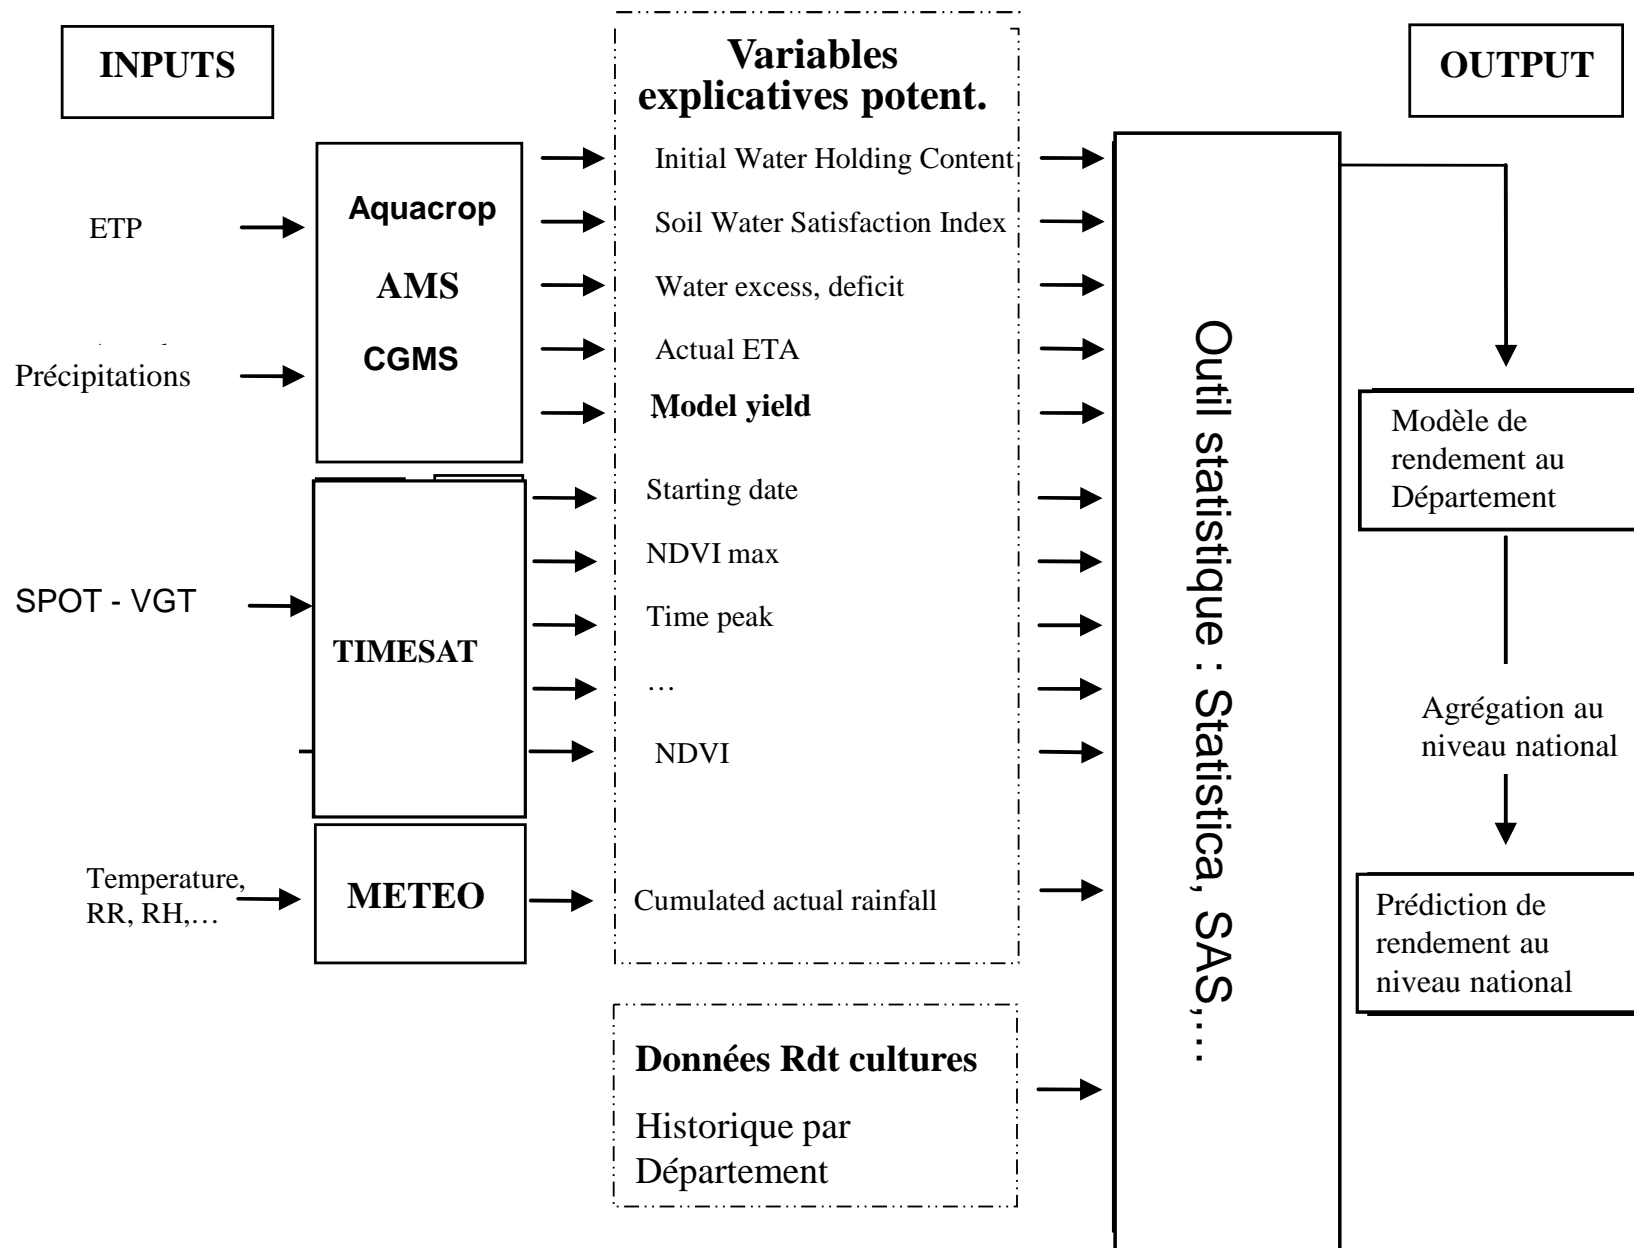 INPUTS
Variables
explicatives potent.
OUTPUT
ETP
Précipitations
Aquacrop
AMS
CGMS
Initial Water Holding Content
Soil Water Satisfaction Index
Water excess, deficit
Actual ETA
Model yield
SPOT - VGT
TIMESAT
Starting date
NDVI max
Time peak
…
NDVI
Temperature,
RR, RH,…
METEO
Cumulated actual rainfall
Données Rdt cultures
Historique par
Département
Outil statistique : Statistica, SAS,…
Modèle de
rendement au
Département
Agrégation au
niveau national
Prédiction de
rendement au
niveau national